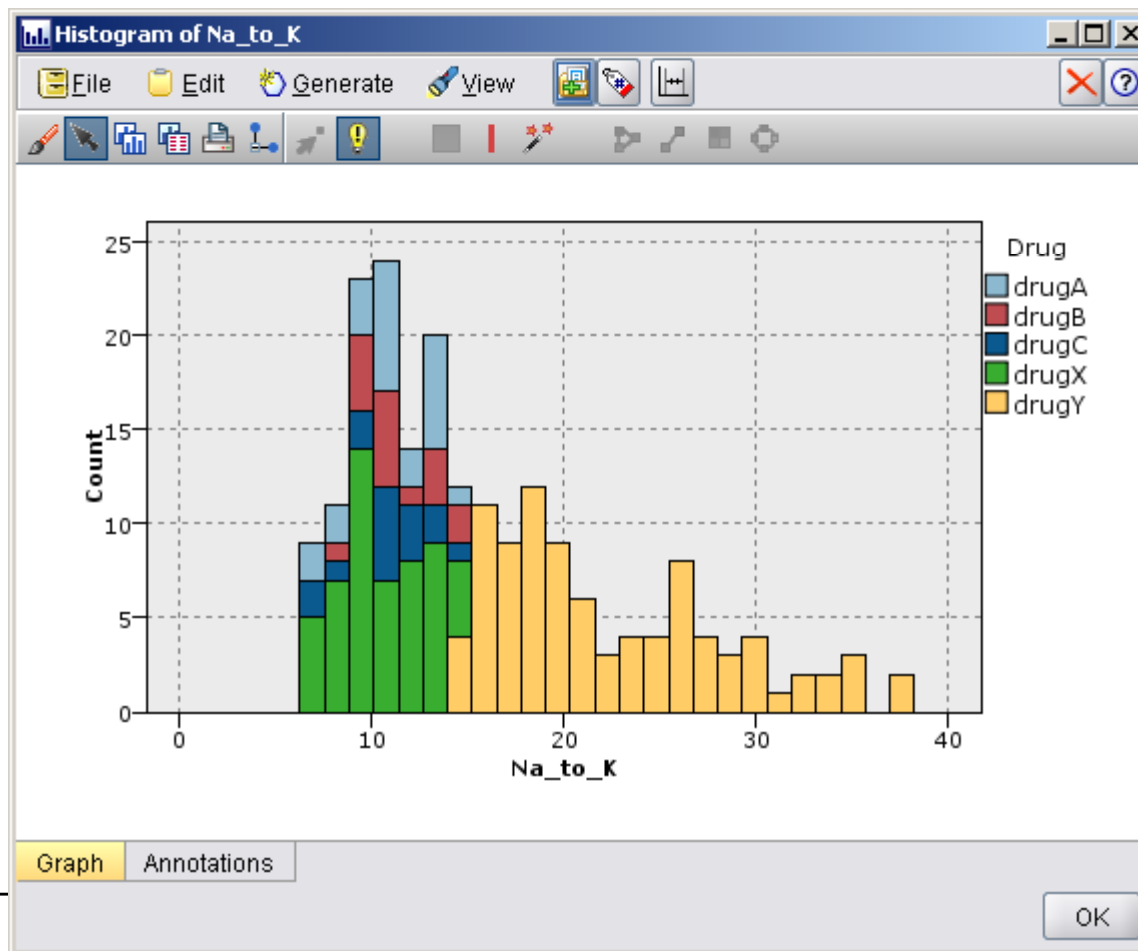 Histogram of Na_to_K
File Edit Generate View
25
20
15
10
5
0
Count
0 10 20 30 40
Na_to_K
Drug
drugA
drugB
drugC
drugX
drugY
Graph Annotations
OK